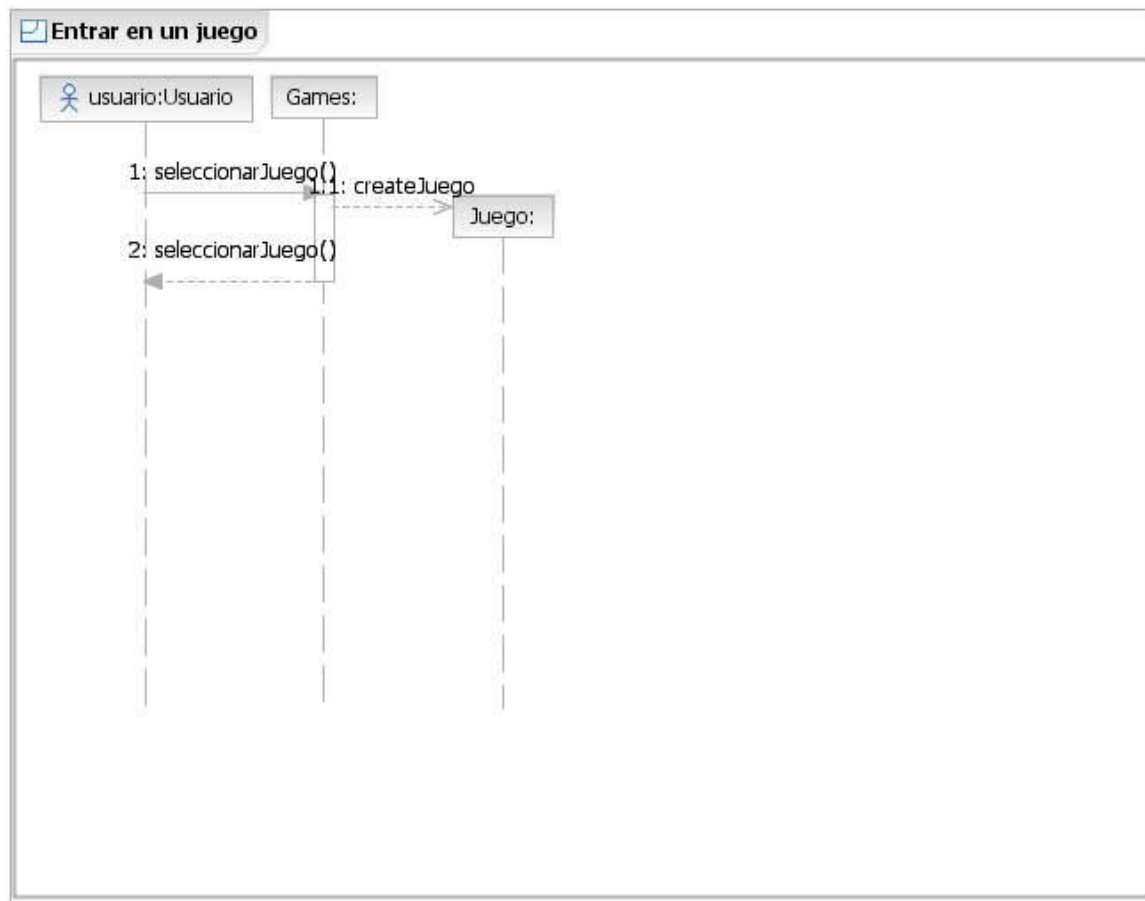 Entrar en un juego
usuario:Usuario
Games:
1: seleccionarJuego()
1.1: createJuego
Juego:
2: seleccionarJuego()